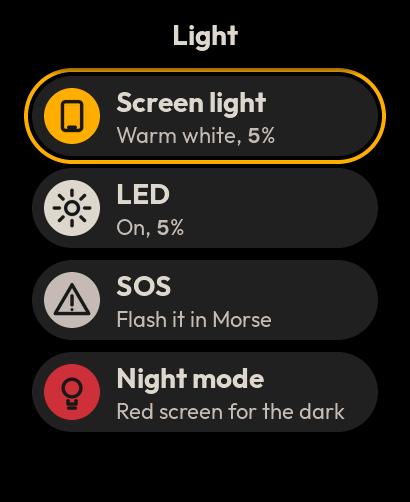 Light
Screen light
Warm white, 5%
LED
On, 5%
SOS
Flash it in Morse
Night mode
Red screen for the dark